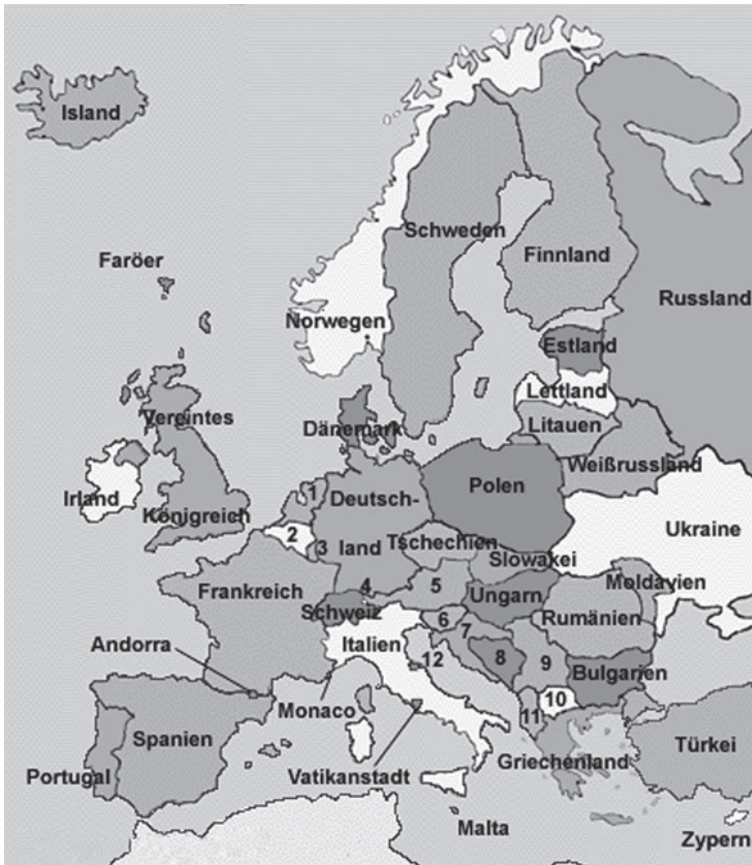 Island
Schweden
Faröer
Finnland
Russland
Norwegen
Estland
Lettland
Vereintes
Dänemark
Litauen
Weißrussland
Polen
1
Deutsch-
Irland
Königreich
Ukraine
2
3
land
Tschechien
Slowakei
Frankreich
4
5
Moldavien
Ungarn
Schweiz
6
Rumänien
7
Andorra
Italien
12
8
9
Bulgarien
10
Monaco
11
Spanien
Türkei
Griechenland
Portugal
Vatikanstadt
Malta
Zypern